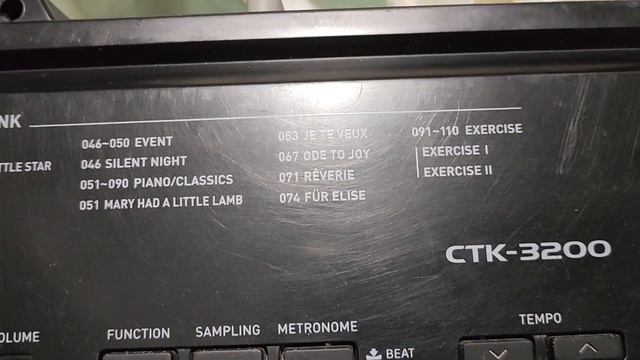 NK
TTLE STAR
046~050 EVENT
046 SILENT NIGHT
051~090 PIANO/CLASSICS
051 MARY HAD A LITTLE LAMB
053 JE TE VEUX
067 ODE TO JOY
071 RÊVERIE
074 FÜR ELISE
091~110 EXERCISE
EXERCISE I
EXERCISE II
CTK-3200
OLUME
FUNCTION
SAMPLING
METRONOME
BEAT
TEMPO